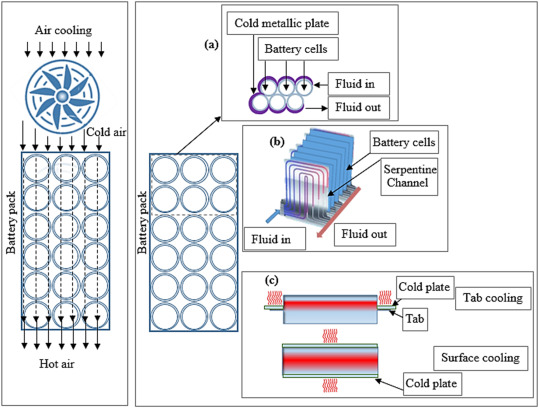 Air cooling
Cold air
Battery pack
Hot air
(a)
Cold metallic plate
Battery cells
Fluid in
Fluid out
Battery pack
(b)
Battery cells
Serpentine
Channel
Fluid in
Fluid out
(c)
Cold plate
Tab cooling
Tab
Surface cooling
Cold plate